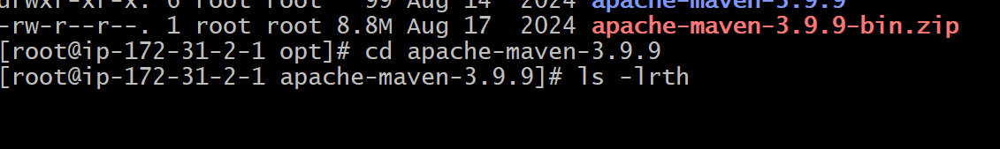 drwxr-xr-x. 6 root root   99 Aug 14  2024 apache-maven-3.9.9
-rw-r--r--. 1 root root 8.8M Aug 17  2024 apache-maven-3.9.9-bin.zip
[root@ip-172-31-2-1 opt]# cd apache-maven-3.9.9
[root@ip-172-31-2-1 apache-maven-3.9.9]# ls -lrth